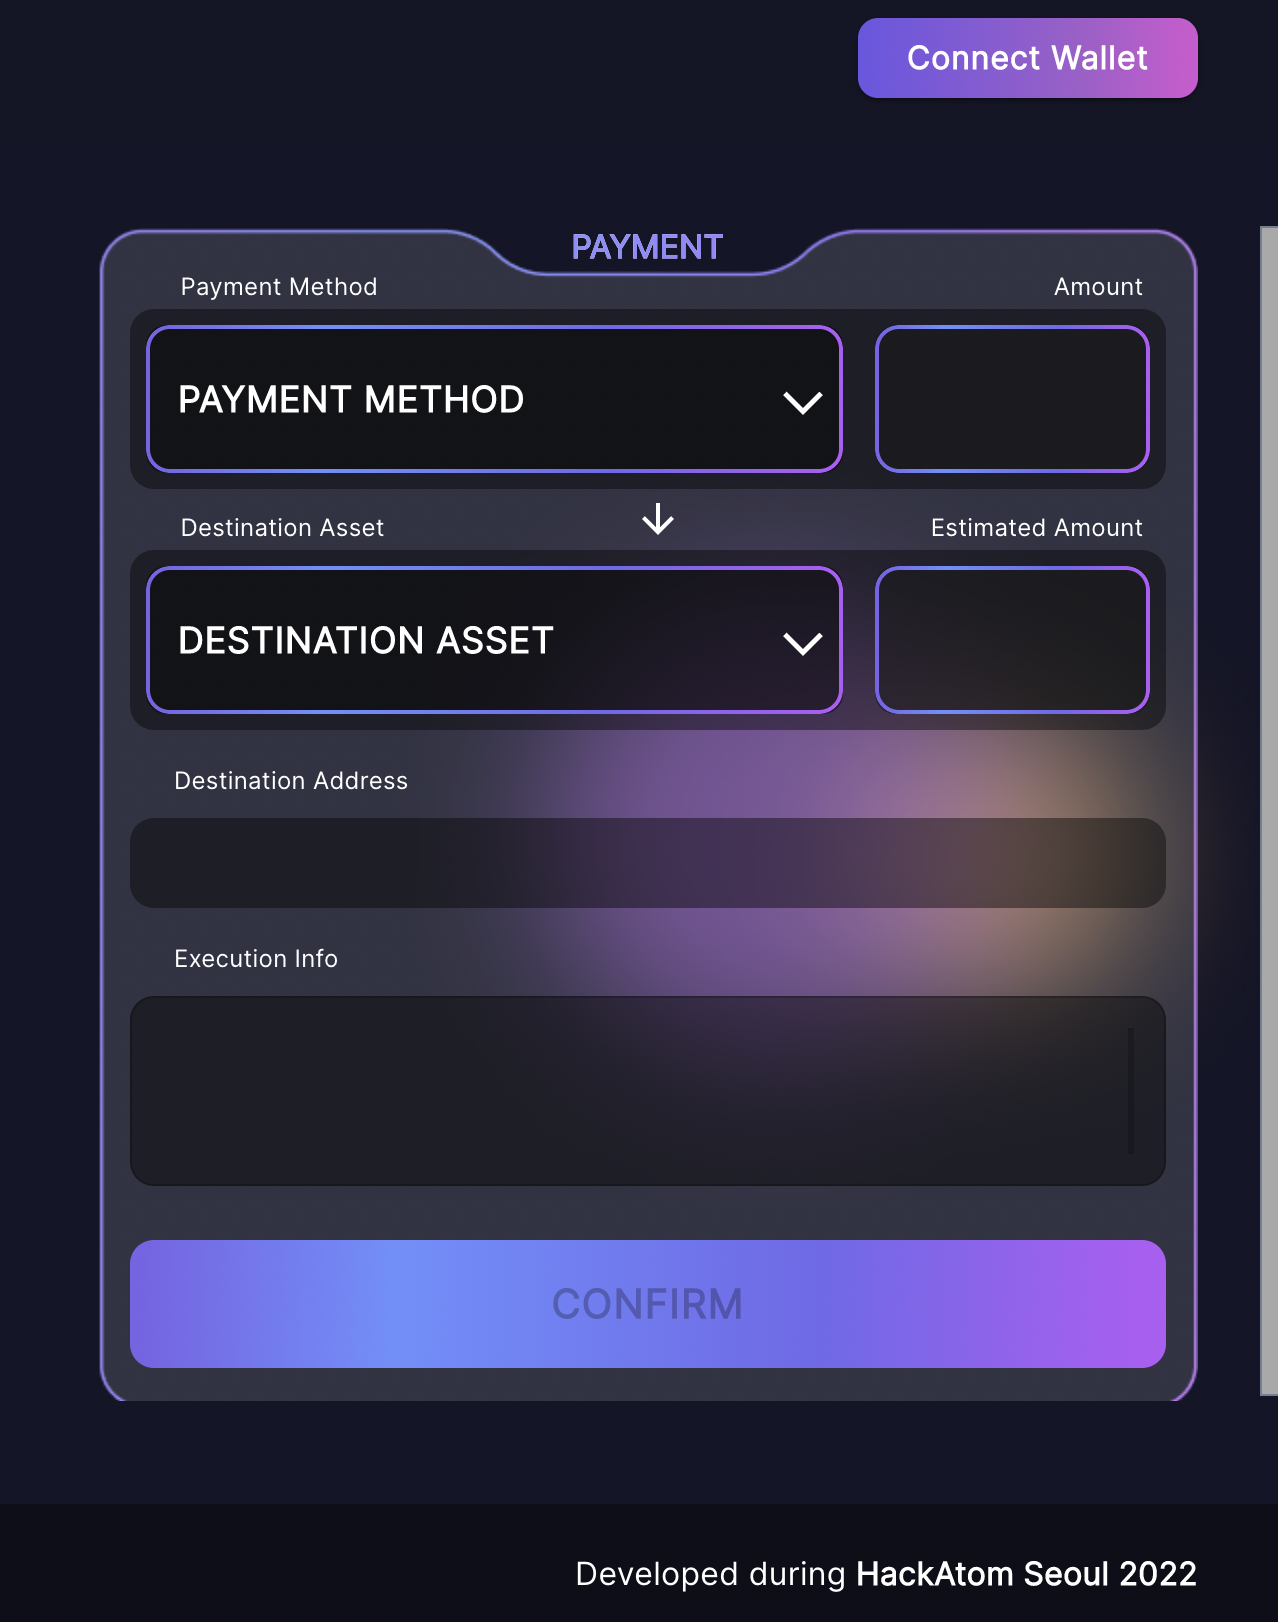 Connect Wallet
PAYMENT
Payment Method
Amount
PAYMENT METHOD
Destination Asset
Estimated Amount
DESTINATION ASSET
Destination Address
Execution Info
CONFIRM
Developed during HackAtom Seoul 2022